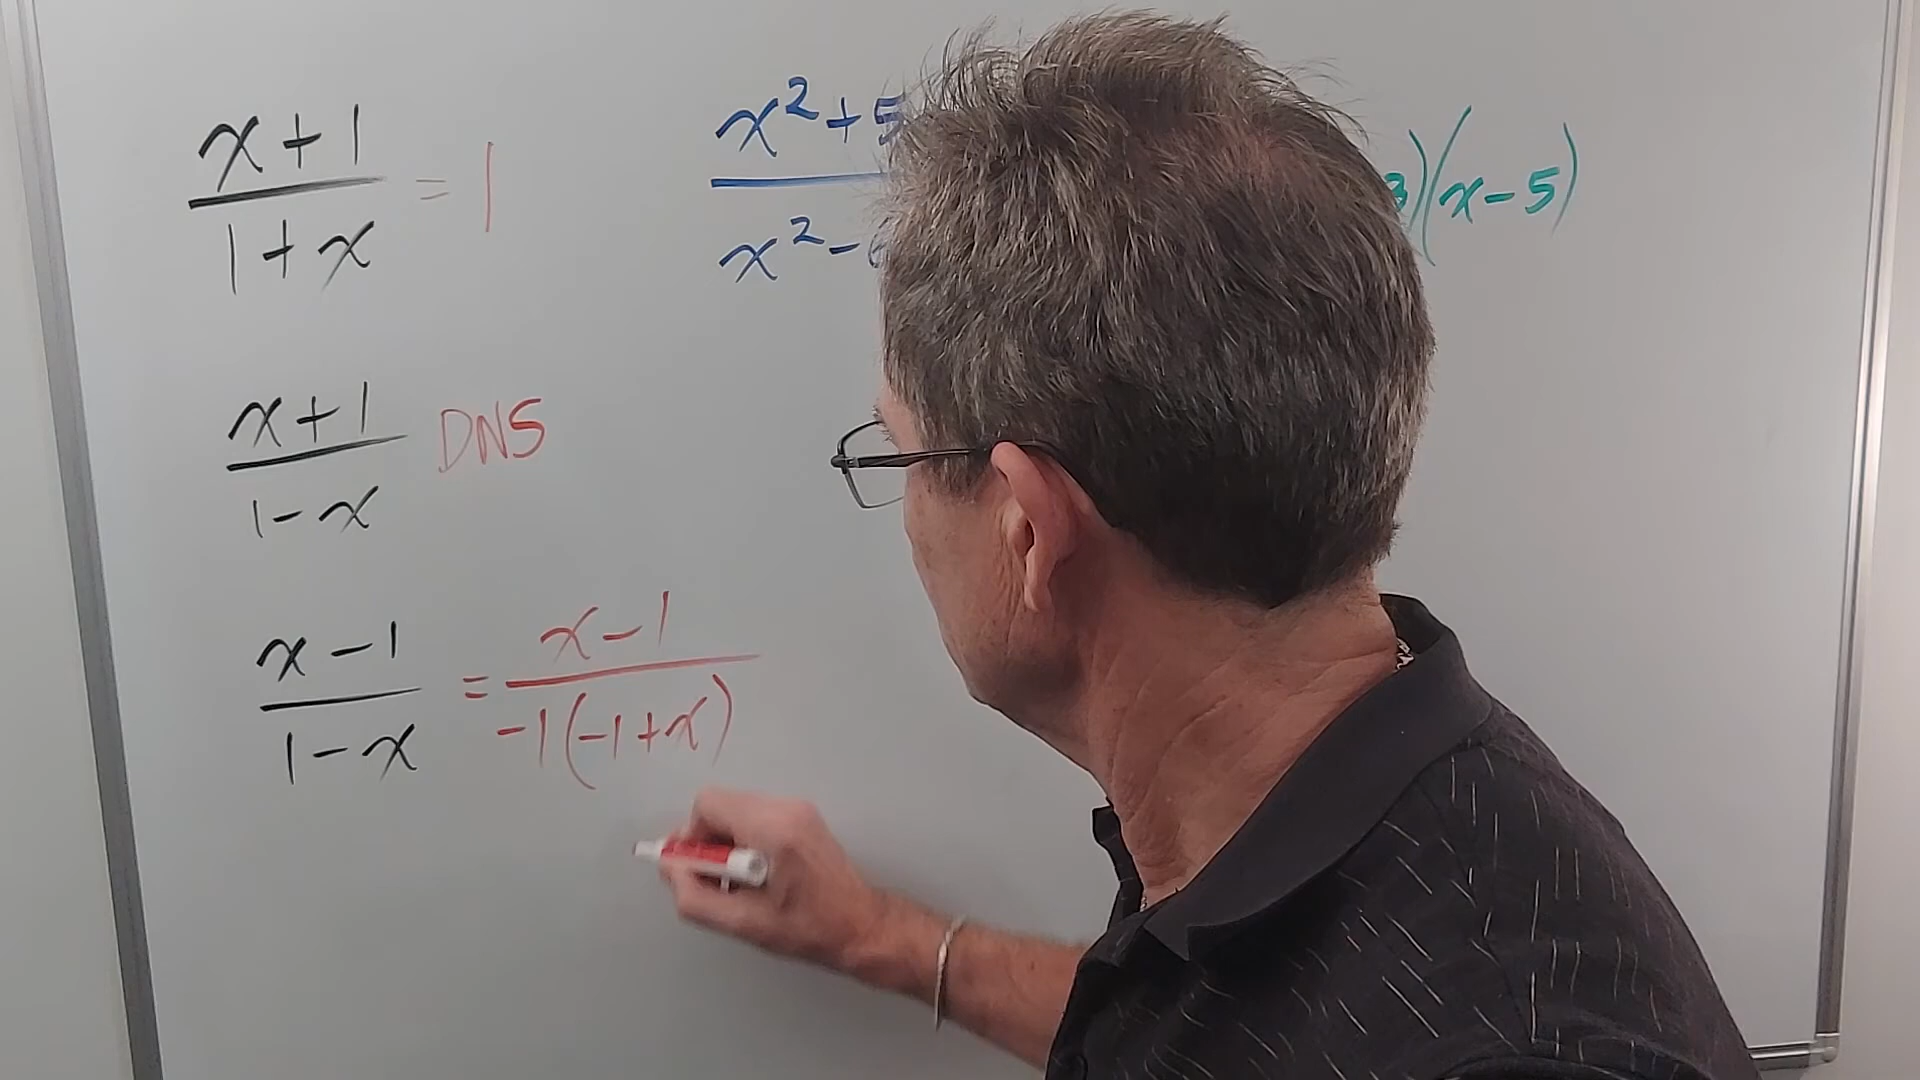 x+1
1+x
= 1
x+1
1-x
DNS
x-1
1-x
= x-1
-1(-1+x)
x²+5
x²-
3)(x-5)